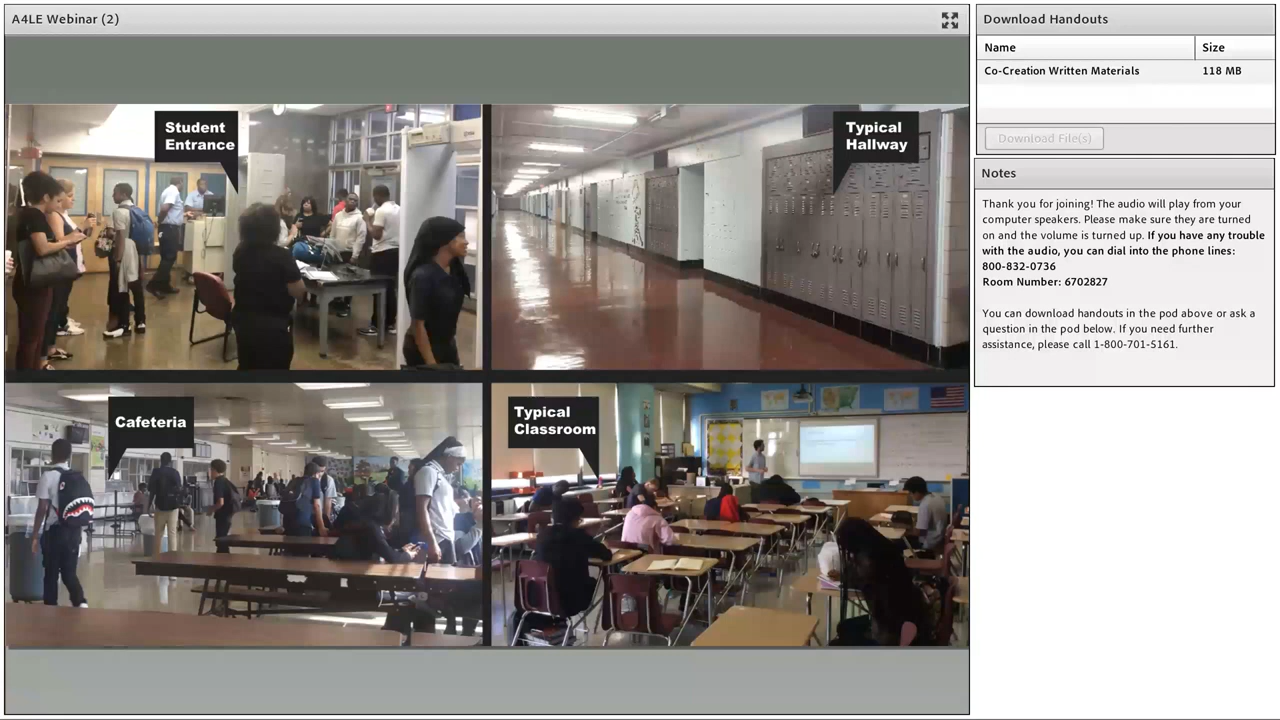 A4LE Webinar (2)
Student
Entrance
Typical
Hallway
Cafeteria
Typical
Classroom
Download Handouts
Name Size
Co-Creation Written Materials 118 MB
Download File(s)
Notes
Thank you for joining! The audio will play from your
computer speakers. Please make sure they are turned
on and the volume is turned up. If you have any trouble
with the audio, you can dial into the phone lines:
800-832-0736
Room Number: 6702827
You can download handouts in the pod above or ask a
question in the pod below. If you need further
assistance, please call 1-800-701-5161.